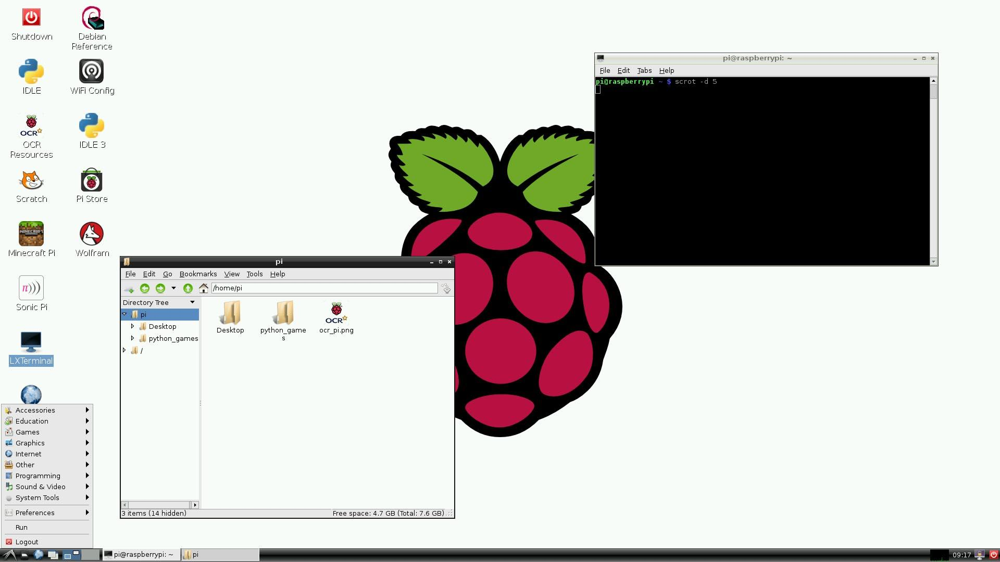 Shutdown
Debian
Reference
IDLE
WiFi Config
OCR
OCR
Resources
IDLE 3
Scratch
Pi Store
MINECRAFT
Minecraft Pi
Wolfram
π)))
Sonic Pi
LXTerminal
pi@raspberrypi: ~
File Edit Tabs Help
pi@raspberrypi ~ $ scrot -d 5
pi
File Edit Go Bookmarks View Tools Help
/home/pi
Directory Tree
pi
Desktop
python_games
/
Desktop
python_game
s
OCR
ocr_pi.png
3 items (14 hidden)
Free space: 4.7 GB (Total: 7.6 GB)
Accessories
Education
Games
Graphics
Internet
Other
Programming
Sound & Video
System Tools
Preferences
Run
Logout
pi@raspberrypi: ~
pi
09:17